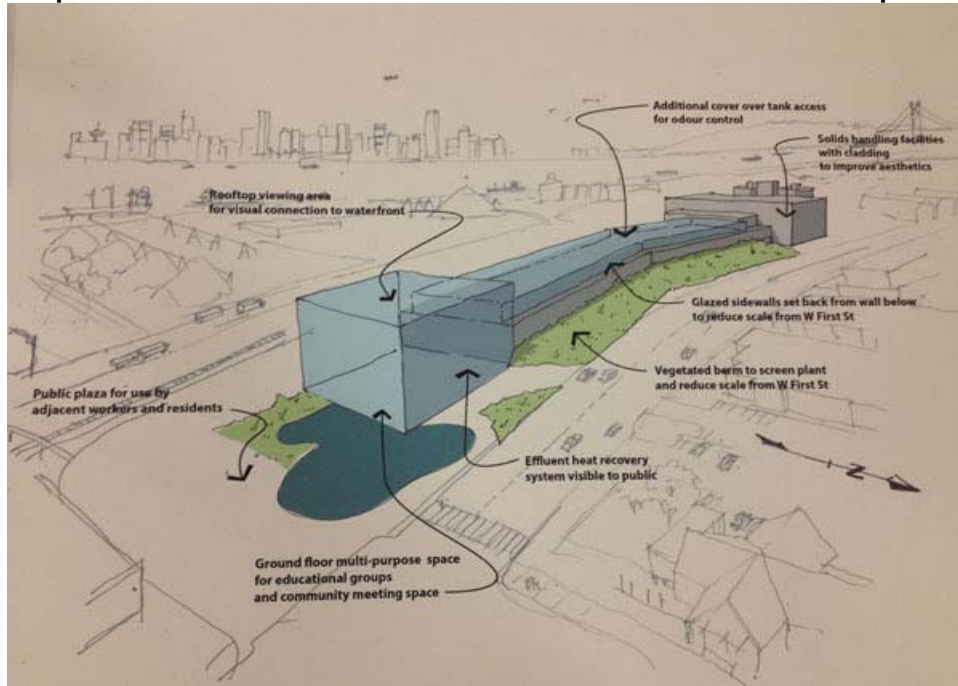 Additional cover over tank access
for odour control
Solids handling facilities
with cladding
to improve aesthetics
Rooftop viewing area
for visual connection to waterfront
Glazed sidewalls set back from wall below
to reduce scale from W First St
Vegetated berm to screen plant
and reduce scale from W First St
Public plaza for use by
adjacent workers and residents
Effluent heat recovery
system visible to public
N
Ground floor multi-purpose space
for educational groups
and community meeting space